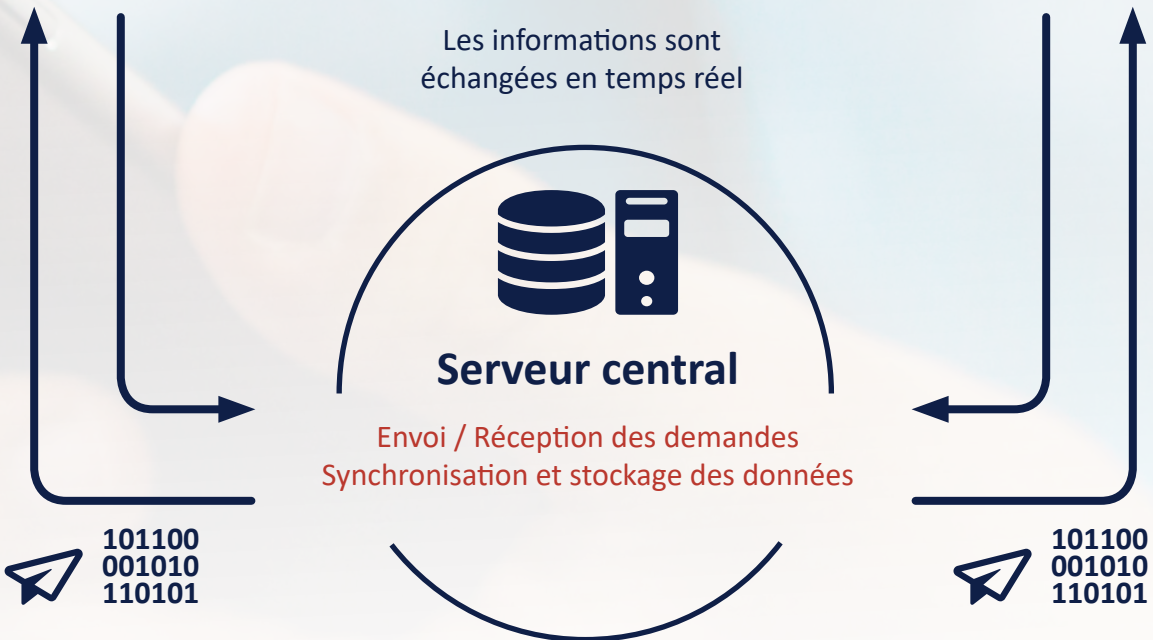 Les informations sont
échangées en temps réel
Serveur central
Envoi / Réception des demandes
Synchronisation et stockage des données
101100
001010
110101
101100
001010
110101